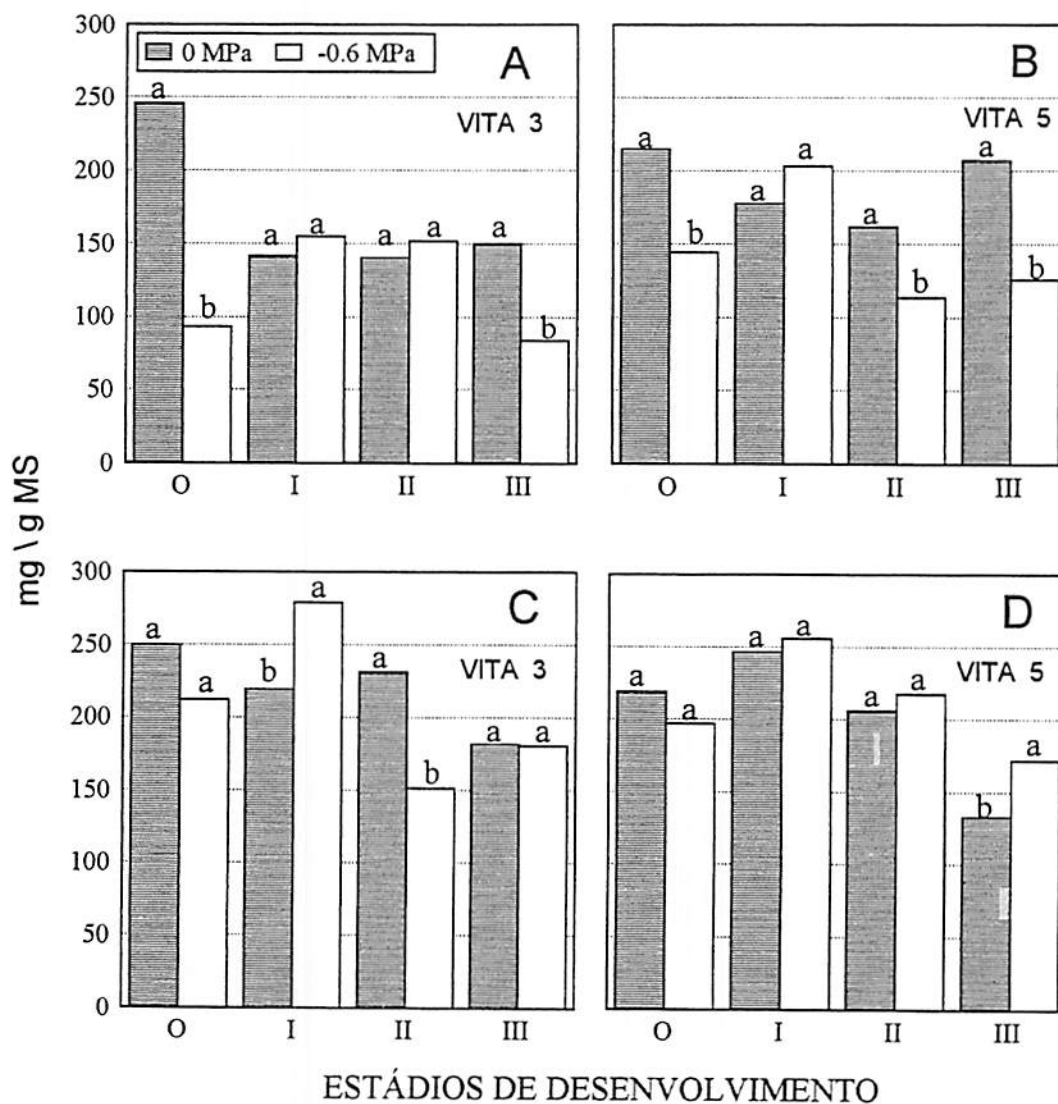 mg \ g MS
300
250
200
150
100
50
0
0 MPa -0.6 MPa
A
VITA 3
a
b
a
a
a
a
a
b
O I II III
B
VITA 5
a
b
a
a
a
b
a
b
O I II III
300
250
200
150
100
50
0
C
VITA 3
a
a
b
a
a
b
a
a
O I II III
D
VITA 5
a
a
a
a
a
a
b
a
O I II III
ESTÁDIOS DE DESENVOLVIMENTO